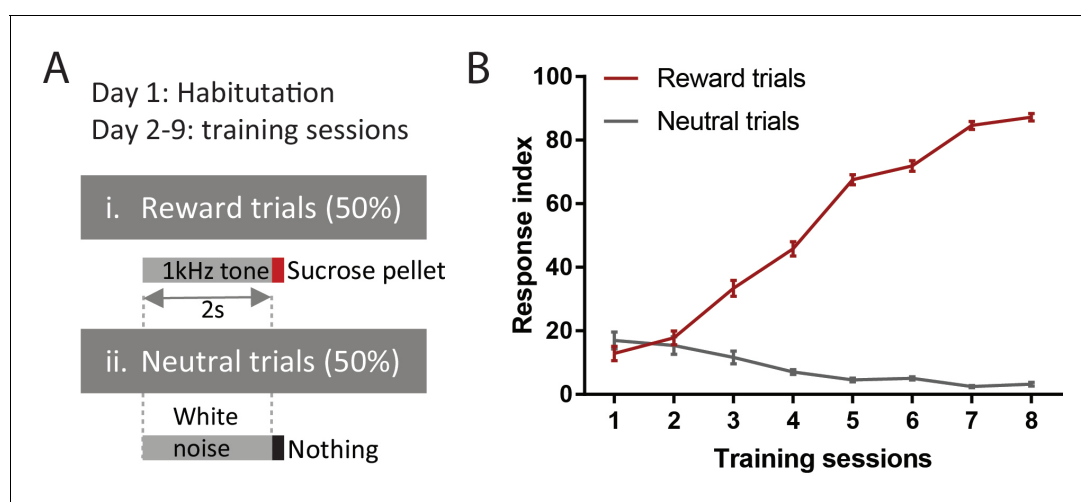 A
Day 1: Habitutation
Day 2-9: training sessions
i. Reward trials (50%)
1kHz tone Sucrose pellet
2s
ii. Neutral trials (50%)
White
noise Nothing
B
Reward trials
Neutral trials
Response index
100
80
60
40
20
0
1 2 3 4 5 6 7 8
Training sessions